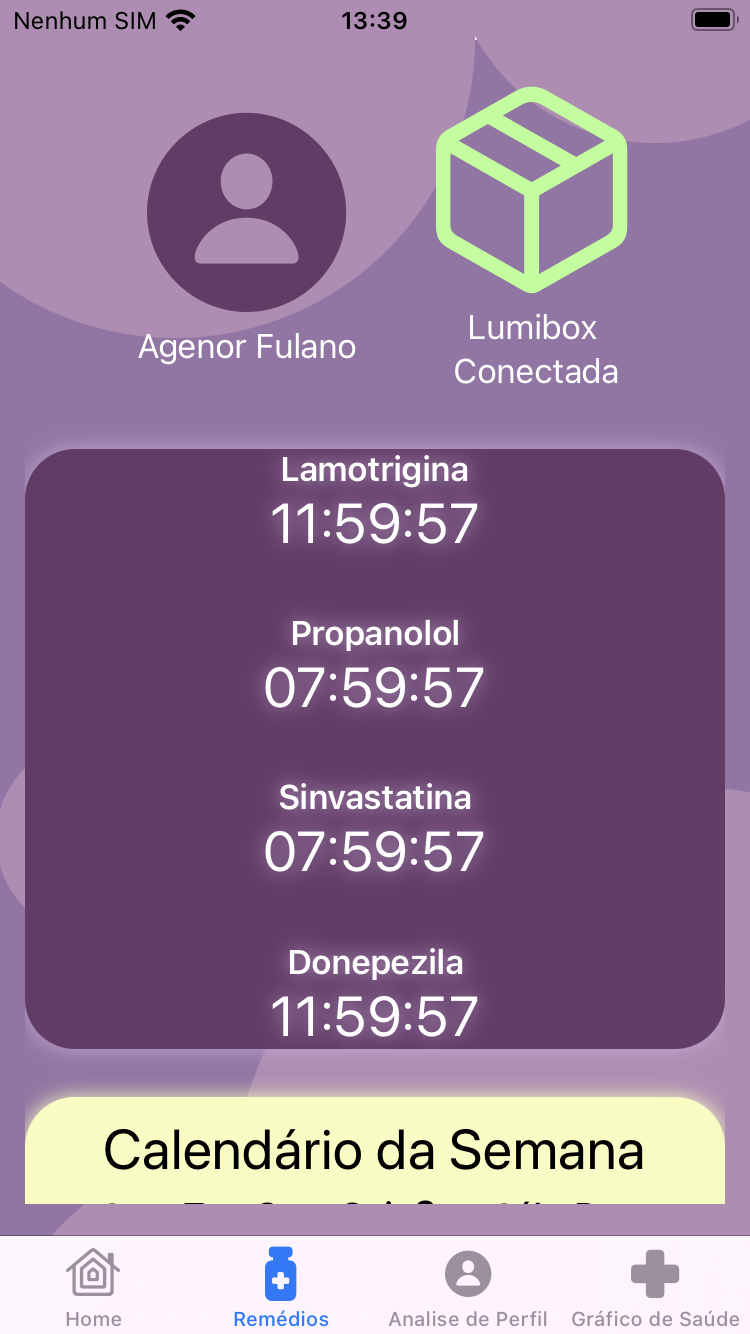 Nenhum SIM 13:39
Agenor Fulano
Lumibox
Conectada
Lamotrigina
11:59:57
Propanolol
07:59:57
Sinvastatina
07:59:57
Donepezila
11:59:57
Calendário da Semana
Home Remédios Analise de Perfil Gráfico de Saúde